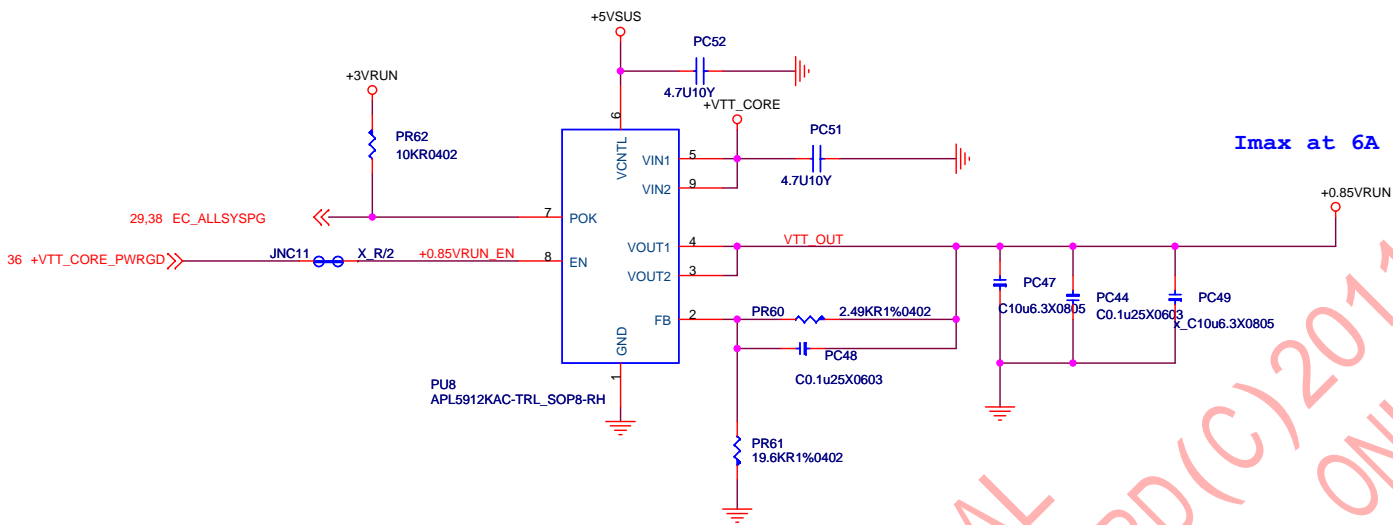 +5VSUS
PC52
4.7U10Y
+3VRUN
PR62
10KR0402
+VTT_CORE
PC51
4.7U10Y
Imax at 6A
+0.85VRUN
6
VCNTL
VIN1
5
VIN2
9
29,38 EC_ALLSYSPG
7
POK
36 +VTT_CORE_PWRGD
JNC11
X_R/2
+0.85VRUN_EN
8
EN
VOUT1
4
VTT_OUT
VOUT2
3
FB
2
PR60
2.49KR1%0402
PC48
C0.1u25X0603
PC47
C10u6.3X0805
PC44
C0.1u25X0603
PC49
x_C10u6.3X0805
GND
1
PU8
APL5912KAC-TRL_SOP8-RH
PR61
19.6KR1%0402
RD(C)2011